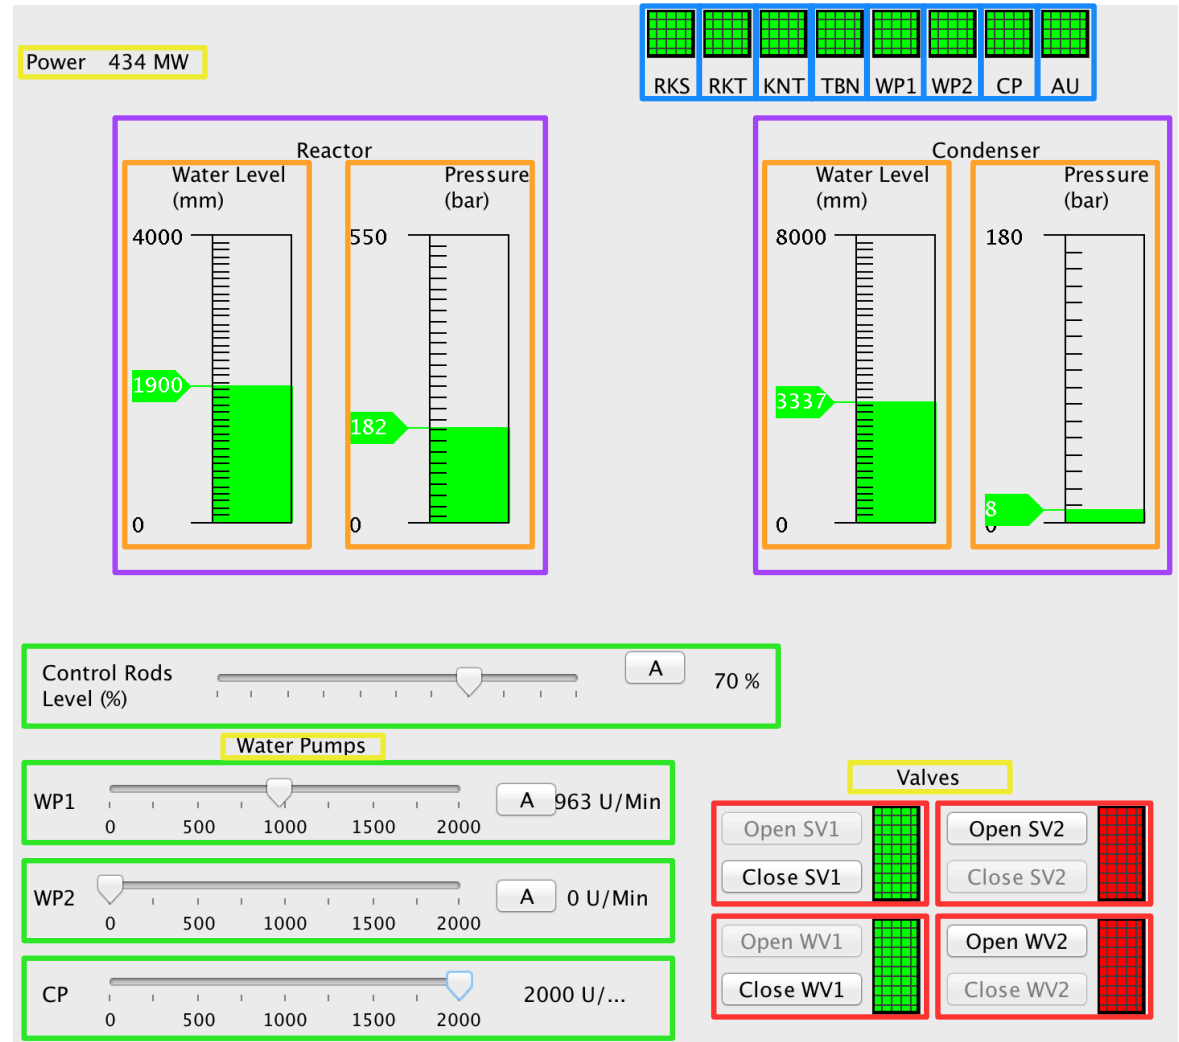 Power 434 MW
RKS RKT KNT TBN WP1 WP2 CP AU
Reactor
Condenser
Water Level
(mm)
Pressure
(bar)
Water Level
(mm)
Pressure
(bar)
4000
550
8000
180
1900
182
3337
8
0
0
0
0
Control Rods
Level (%)
A
70 %
Water Pumps
WP1
0 500 1000 1500 2000
A
963 U/Min
WP2
0 500 1000 1500 2000
A
0 U/Min
CP
0 500 1000 1500 2000
2000 U/...
Valves
Open SV1
Close SV1
Open SV2
Close SV2
Open WV1
Close WV1
Open WV2
Close WV2